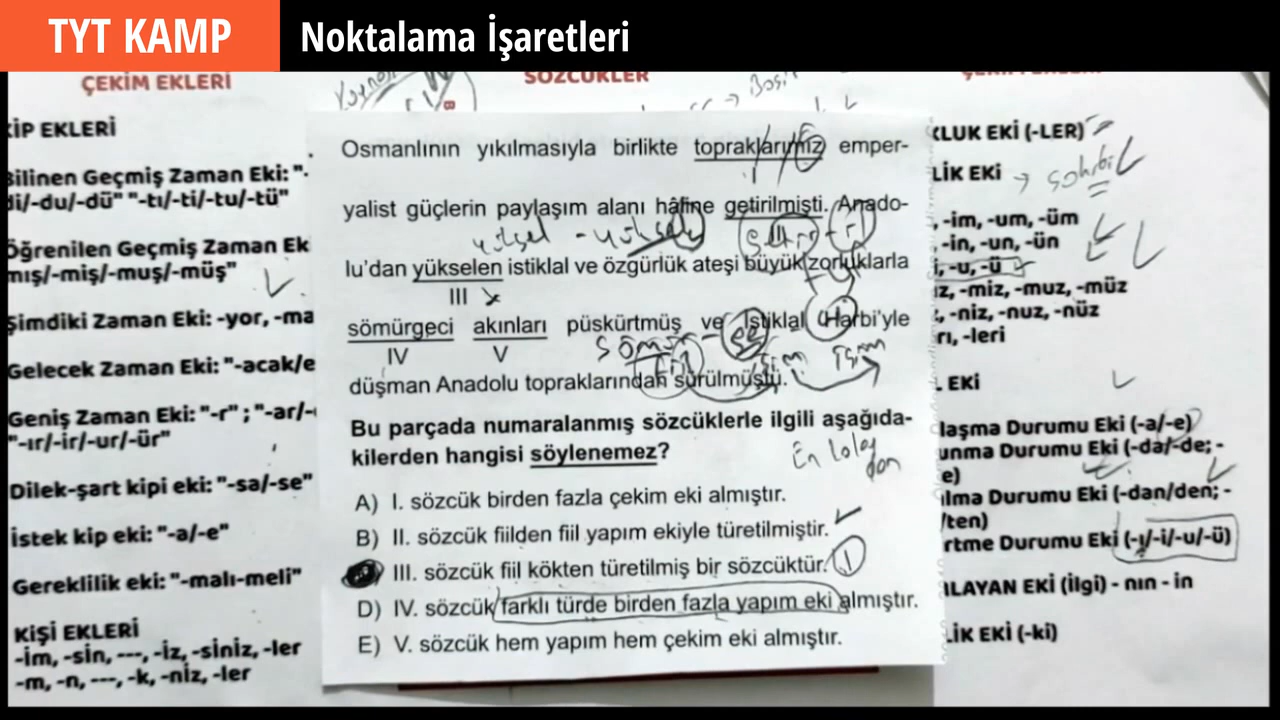 TYT KAMP
Noktalama İşaretleri
ÇEKİM EKLERİ
KİP EKLERİ
Bilinen Geçmiş Zaman Eki: "-
di/-du/-dü" "-tı/-ti/-tu/-tü"
Öğrenilen Geçmiş Zaman Ek
mış/-miş/-muş/-müş"
Şimdiki Zaman Eki: -yor, -ma
Gelecek Zaman Eki: "-acak/e
Geniş Zaman Eki: "-r" ; "-ar/-
"-ır/-ir/-ur/-ür"
Dilek-şart kipi eki: "-sa/-se"
İstek kip eki: "-a/-e"
Gereklilik eki: "-malı-meli"
KİŞİ EKLERİ
-im, -sin, ---, -iz, -siniz, -ler
-m, -n, ---, -k, -niz, -ler
SÖZCÜKLER
Osmanlının yıkılmasıyla birlikte topraklarımız emper-
I
yalist güçlerin paylaşım alanı hâline getirilmişti. Anado-
II
lu'dan yükselen istiklal ve özgürlük ateşi büyük zorluklarla
III
sömürgeci akınları püskürtmüş ve İstiklal Harbi'yle
IV V
düşman Anadolu topraklarından sürülmüştü.
Bu parçada numaralanmış sözcüklerle ilgili aşağıda-
kilerden hangisi söylenemez?
A) I. sözcük birden fazla çekim eki almıştır.
B) II. sözcük fiilden fiil yapım ekiyle türetilmiştir.
III. sözcük fiil kökten türetilmiş bir sözcüktür.
D) IV. sözcük farklı türde birden fazla yapım eki almıştır.
E) V. sözcük hem yapım hem çekim eki almıştır.
KLUK EKİ (-LER)
LİK EKİ
, -im, -um, -üm
, -in, -un, -ün
, -u, -ü
z, -miz, -muz, -müz
, -niz, -nuz, -nüz
rı, -leri
EKİ
laşma Durumu Eki (-a/-e)
unma Durumu Eki (-da/-de; -
e)
ılma Durumu Eki (-dan/den; -
/ten)
rtme Durumu Eki (-ı/-i/-u/-ü)
LAYAN EKİ (İlgi) - nın - in
LİK EKİ (-ki)